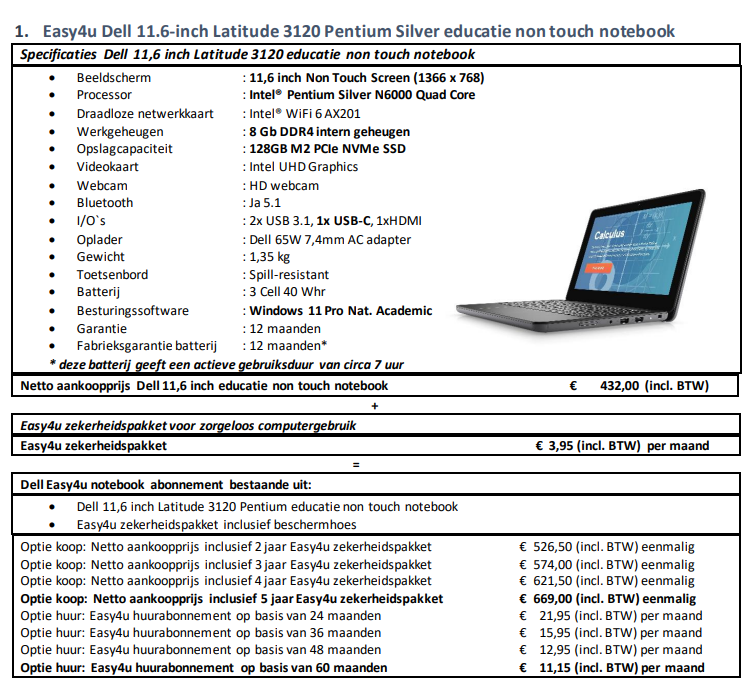 1. Easy4u Dell 11.6-inch Latitude 3120 Pentium Silver educatie non touch notebook
Specificaties Dell 11,6 inch Latitude 3120 educatie non touch notebook
• Beeldscherm : 11,6 inch Non Touch Screen (1366 x 768)
• Processor : Intel® Pentium Silver N6000 Quad Core
• Draadloze netwerkkaart : Intel® WiFi 6 AX201
• Werkgeheugen : 8 Gb DDR4 intern geheugen
• Opslagcapaciteit : 128GB M2 PCIe NVMe SSD
• Videokaart : Intel UHD Graphics
• Webcam : HD webcam
• Bluetooth : Ja 5.1
• I/O`s : 2x USB 3.1, 1x USB-C, 1xHDMI
• Oplader : Dell 65W 7,4mm AC adapter
• Gewicht : 1,35 kg
• Toetsenbord : Spill-resistant
• Batterij : 3 Cell 40 Whr
• Besturingssoftware : Windows 11 Pro Nat. Academic
• Garantie : 12 maanden
• Fabrieksgarantie batterij : 12 maanden*
* deze batterij geeft een actieve gebruiksduur van circa 7 uur
Calculus
Netto aankoopprijs Dell 11,6 inch educatie non touch notebook € 432,00 (incl. BTW)
+
Easy4u zekerheidspakket voor zorgeloos computergebruik
Easy4u zekerheidspakket € 3,95 (incl. BTW) per maand
=
Dell Easy4u notebook abonnement bestaande uit:
• Dell 11,6 inch Latitude 3120 Pentium educatie non touch notebook
• Easy4u zekerheidspakket inclusief beschermhoes
Optie koop: Netto aankoopprijs inclusief 2 jaar Easy4u zekerheidspakket € 526,50 (incl. BTW) eenmalig
Optie koop: Netto aankoopprijs inclusief 3 jaar Easy4u zekerheidspakket € 574,00 (incl. BTW) eenmalig
Optie koop: Netto aankoopprijs inclusief 4 jaar Easy4u zekerheidspakket € 621,50 (incl. BTW) eenmalig
Optie koop: Netto aankoopprijs inclusief 5 jaar Easy4u zekerheidspakket € 669,00 (incl. BTW) eenmalig
Optie huur: Easy4u huurabonnement op basis van 24 maanden € 21,95 (incl. BTW) per maand
Optie huur: Easy4u huurabonnement op basis van 36 maanden € 15,95 (incl. BTW) per maand
Optie huur: Easy4u huurabonnement op basis van 48 maanden € 12,95 (incl. BTW) per maand
Optie huur: Easy4u huurabonnement op basis van 60 maanden € 11,15 (incl. BTW) per maand